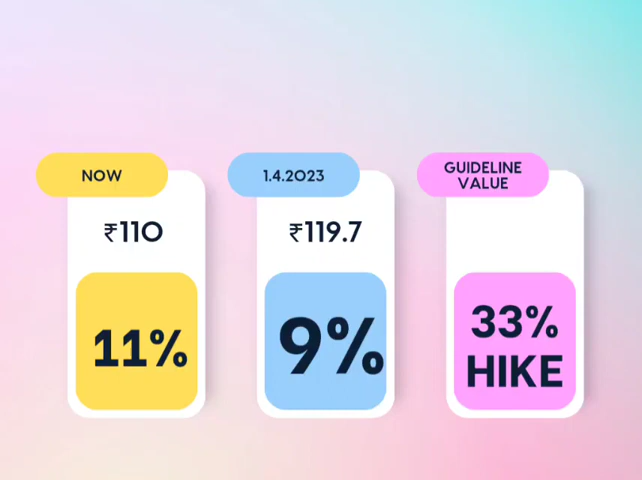 NOW
₹110
11%
1.4.2023
₹119.7
9%
GUIDELINE
VALUE
33%
HIKE